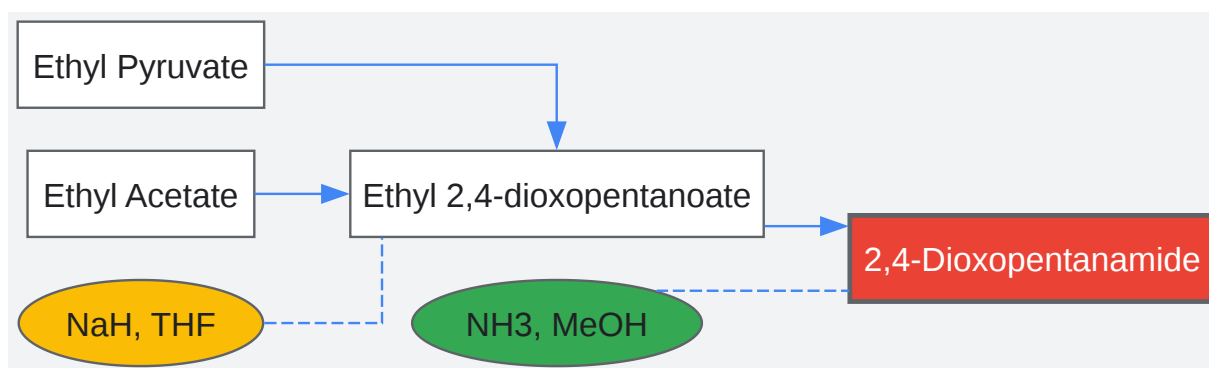 Ethyl Pyruvate
Ethyl Acetate
Ethyl 2,4-dioxopentanoate
2,4-Dioxopentanamide
NaH, THF
NH3, MeOH